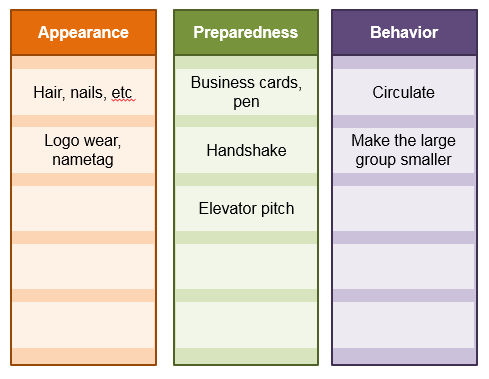 Appearance
Hair, nails, etc
Logo wear,
nametag
Preparedness
Business cards,
pen
Handshake
Elevator pitch
Behavior
Circulate
Make the large
group smaller